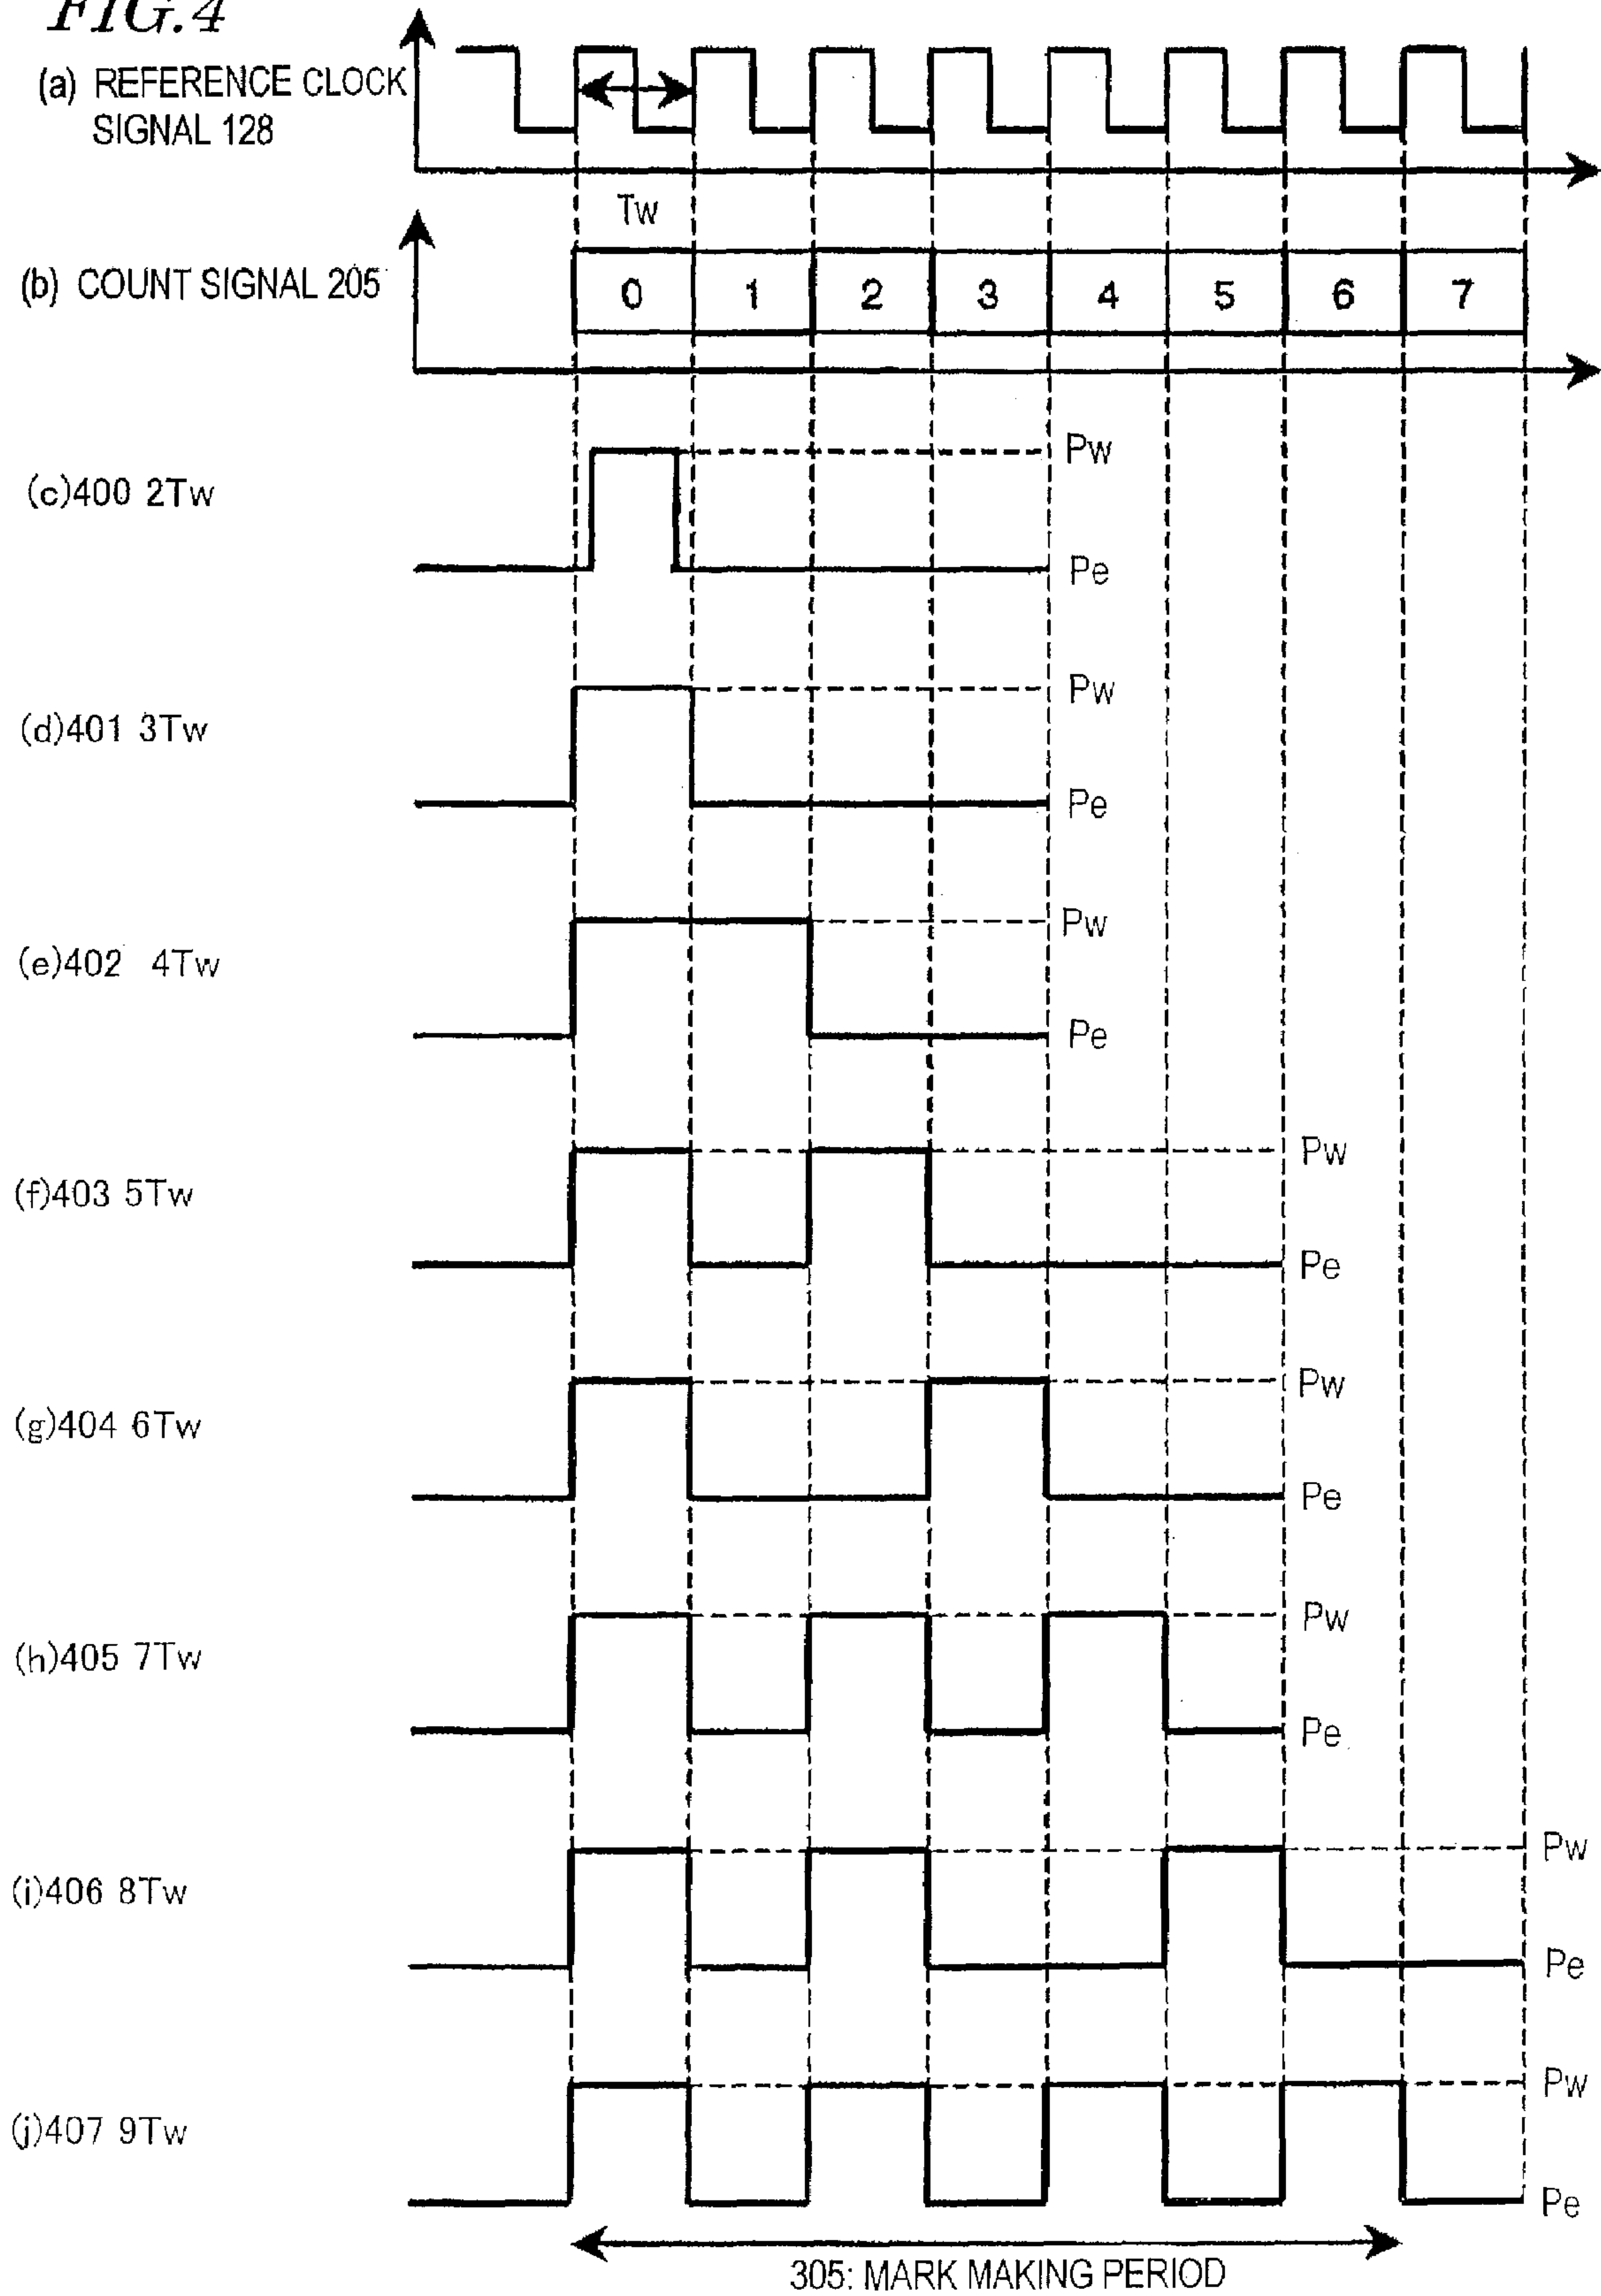 FIG.4
(a) REFERENCE CLOCK
SIGNAL 128
Tw
(b) COUNT SIGNAL 205
0 1 2 3 4 5 6 7
(c)400 2Tw
Pw
Pe
(d)401 3Tw
Pw
Pe
(e)402 4Tw
Pw
Pe
(f)403 5Tw
Pw
Pe
(g)404 6Tw
Pw
Pe
(h)405 7Tw
Pw
Pe
(i)406 8Tw
Pw
Pe
(j)407 9Tw
Pw
Pe
305: MARK MAKING PERIOD